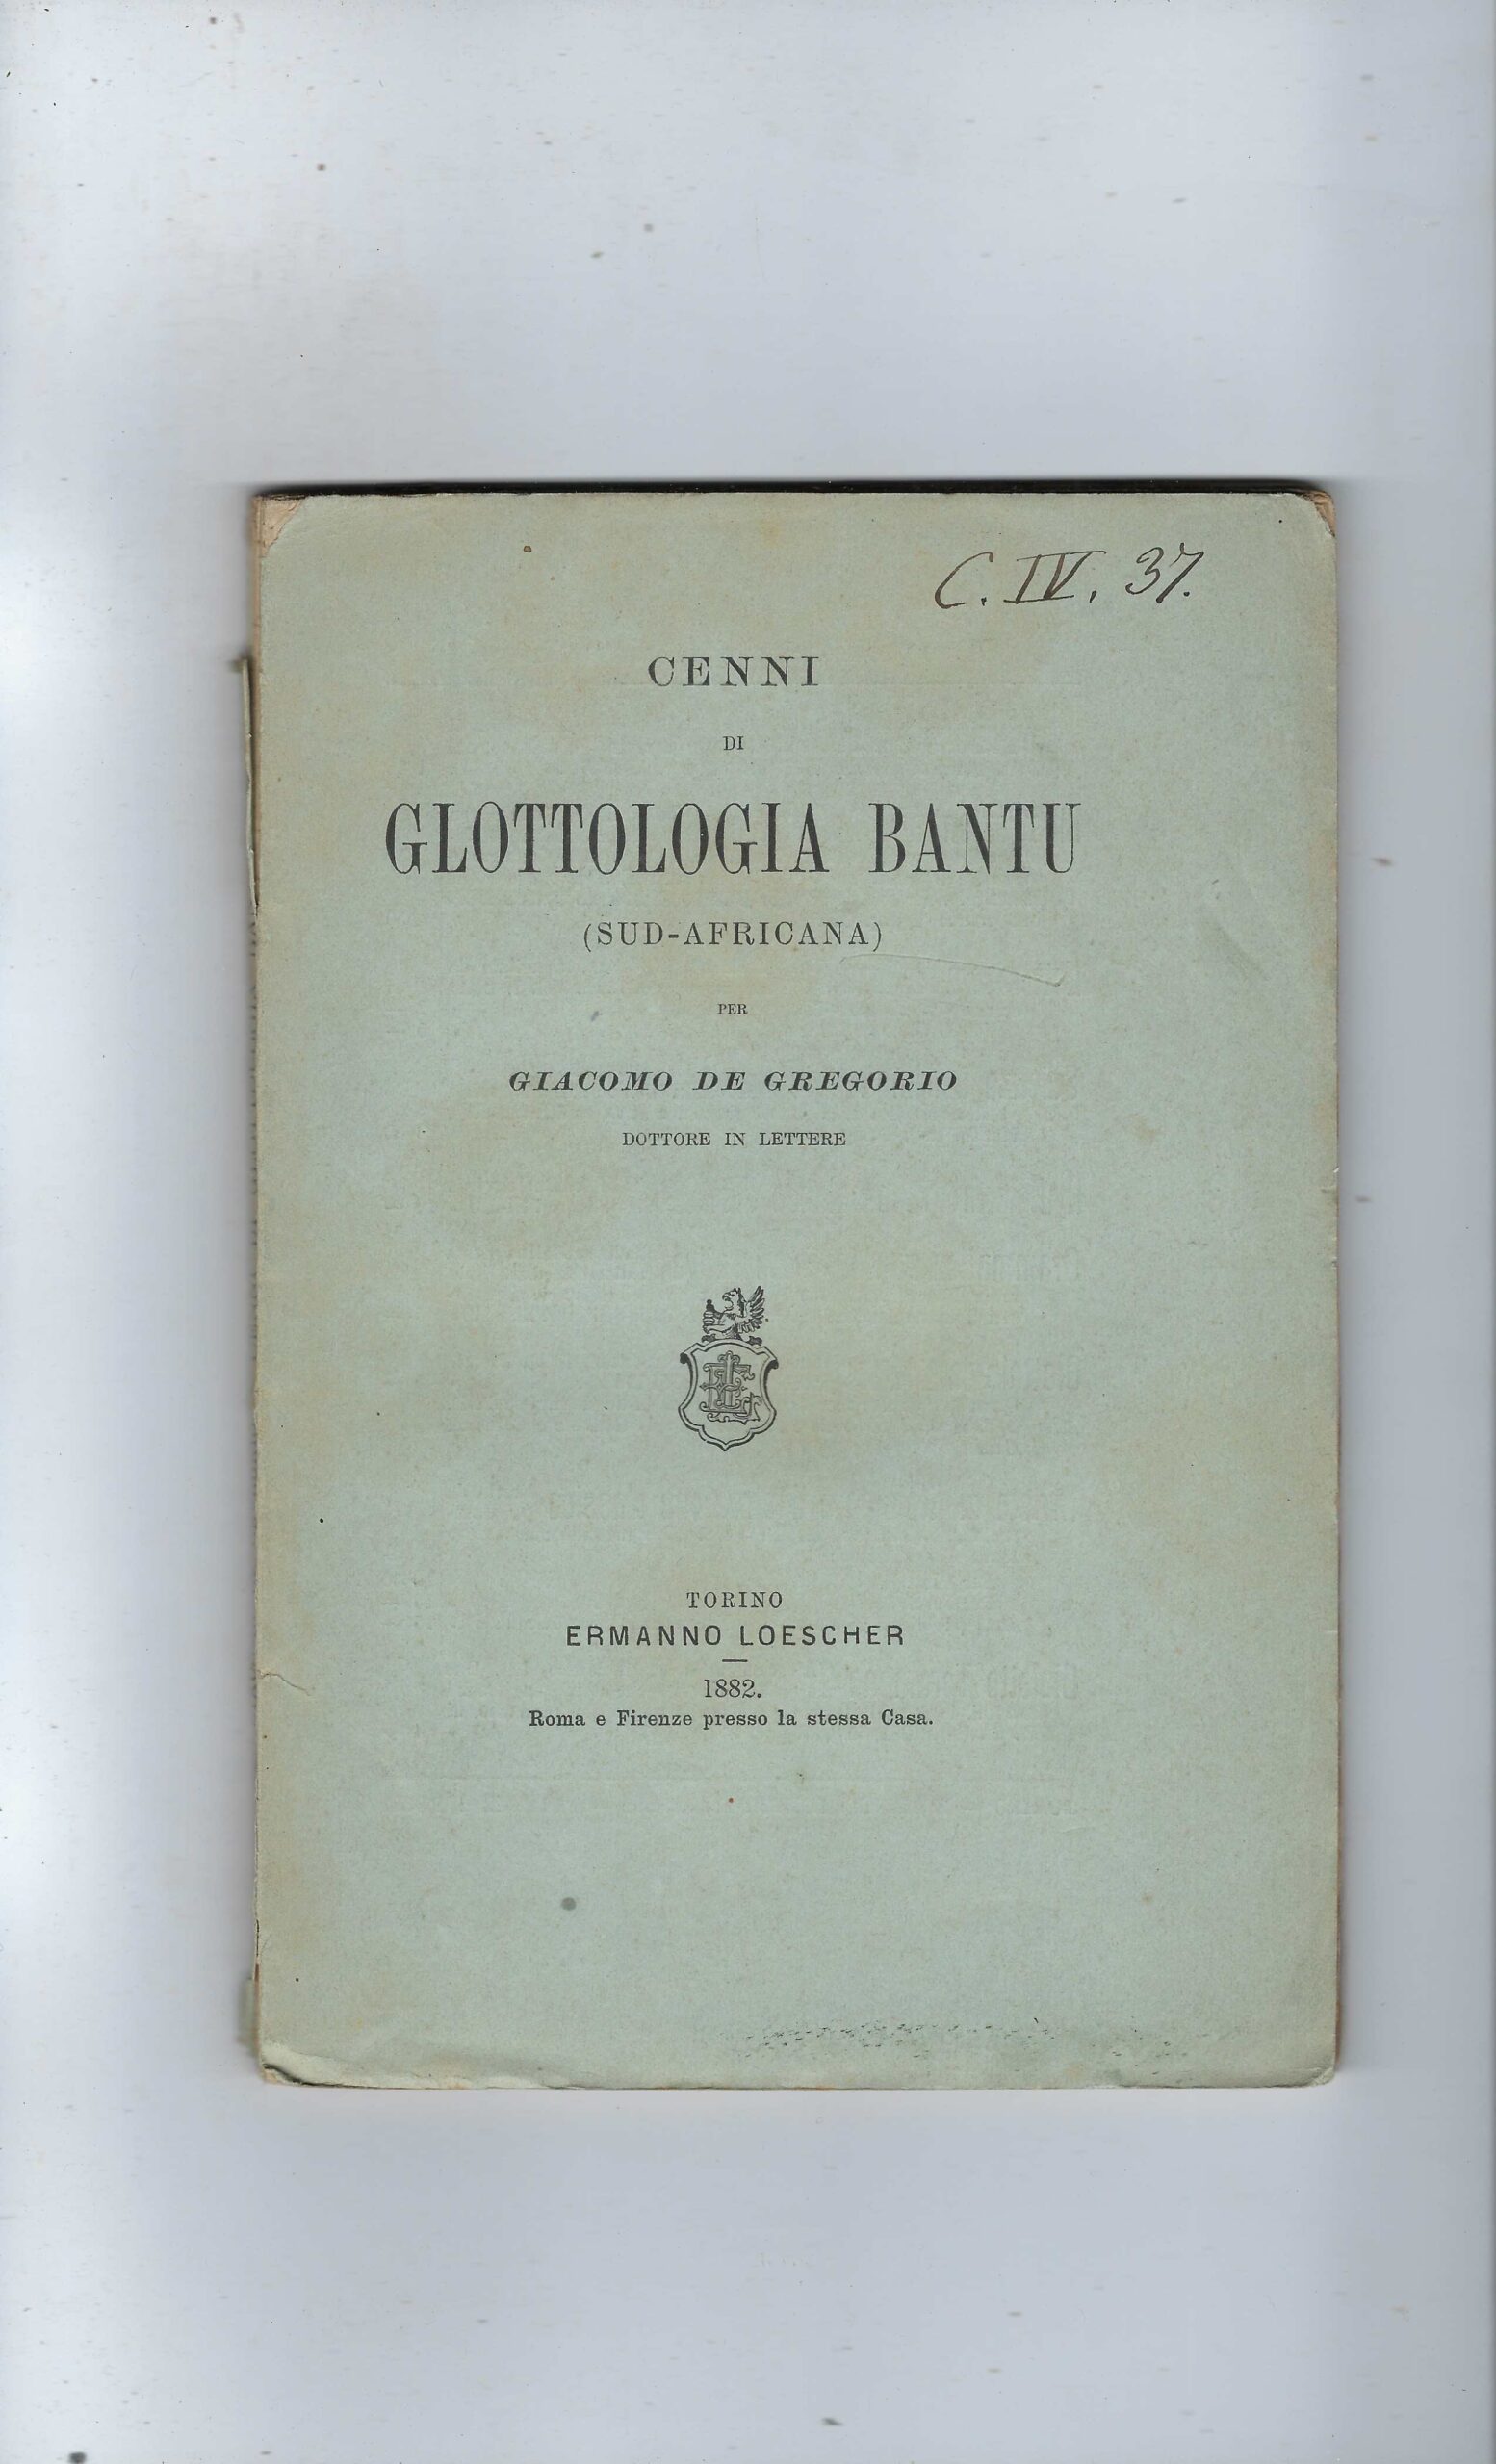 C. IV. 37.
CENNI
DI
GLOTTOLOGIA BANTU
(SUD-AFRICANA)
PER
GIACOMO DE GREGORIO
DOTTORE IN LETTERE
TORINO
ERMANNO LOESCHER
1882.
Roma e Firenze presso la stessa Casa.